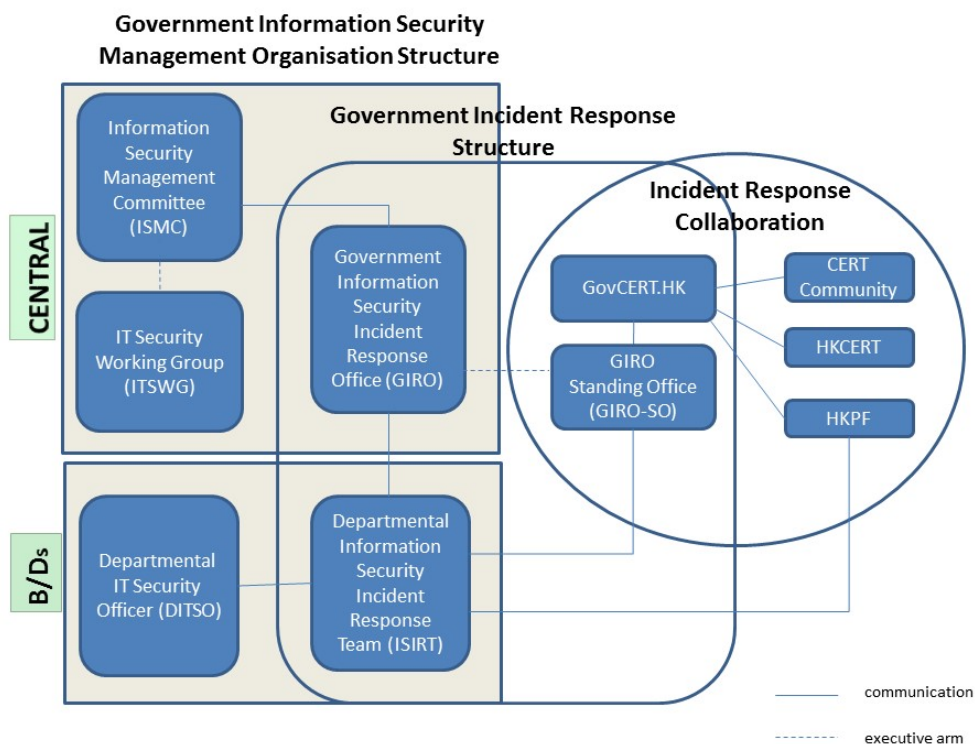 Government Information Security
Management Organisation Structure
Government Incident Response
Structure
Incident Response
Collaboration
CENTRAL
Information
Security
Management
Committee
(ISMC)
IT Security
Working Group
(ITSWG)
Government
Information
Security
Incident
Response
Office (GIRO)
GovCERT.HK
GIRO
Standing Office
(GIRO-SO)
CERT
Community
HKCERT
HKPF
B/Ds
Departmental
IT Security
Officer (DITSO)
Departmental
Information
Security
Incident
Response
Team (ISIRT)
communication
executive arm